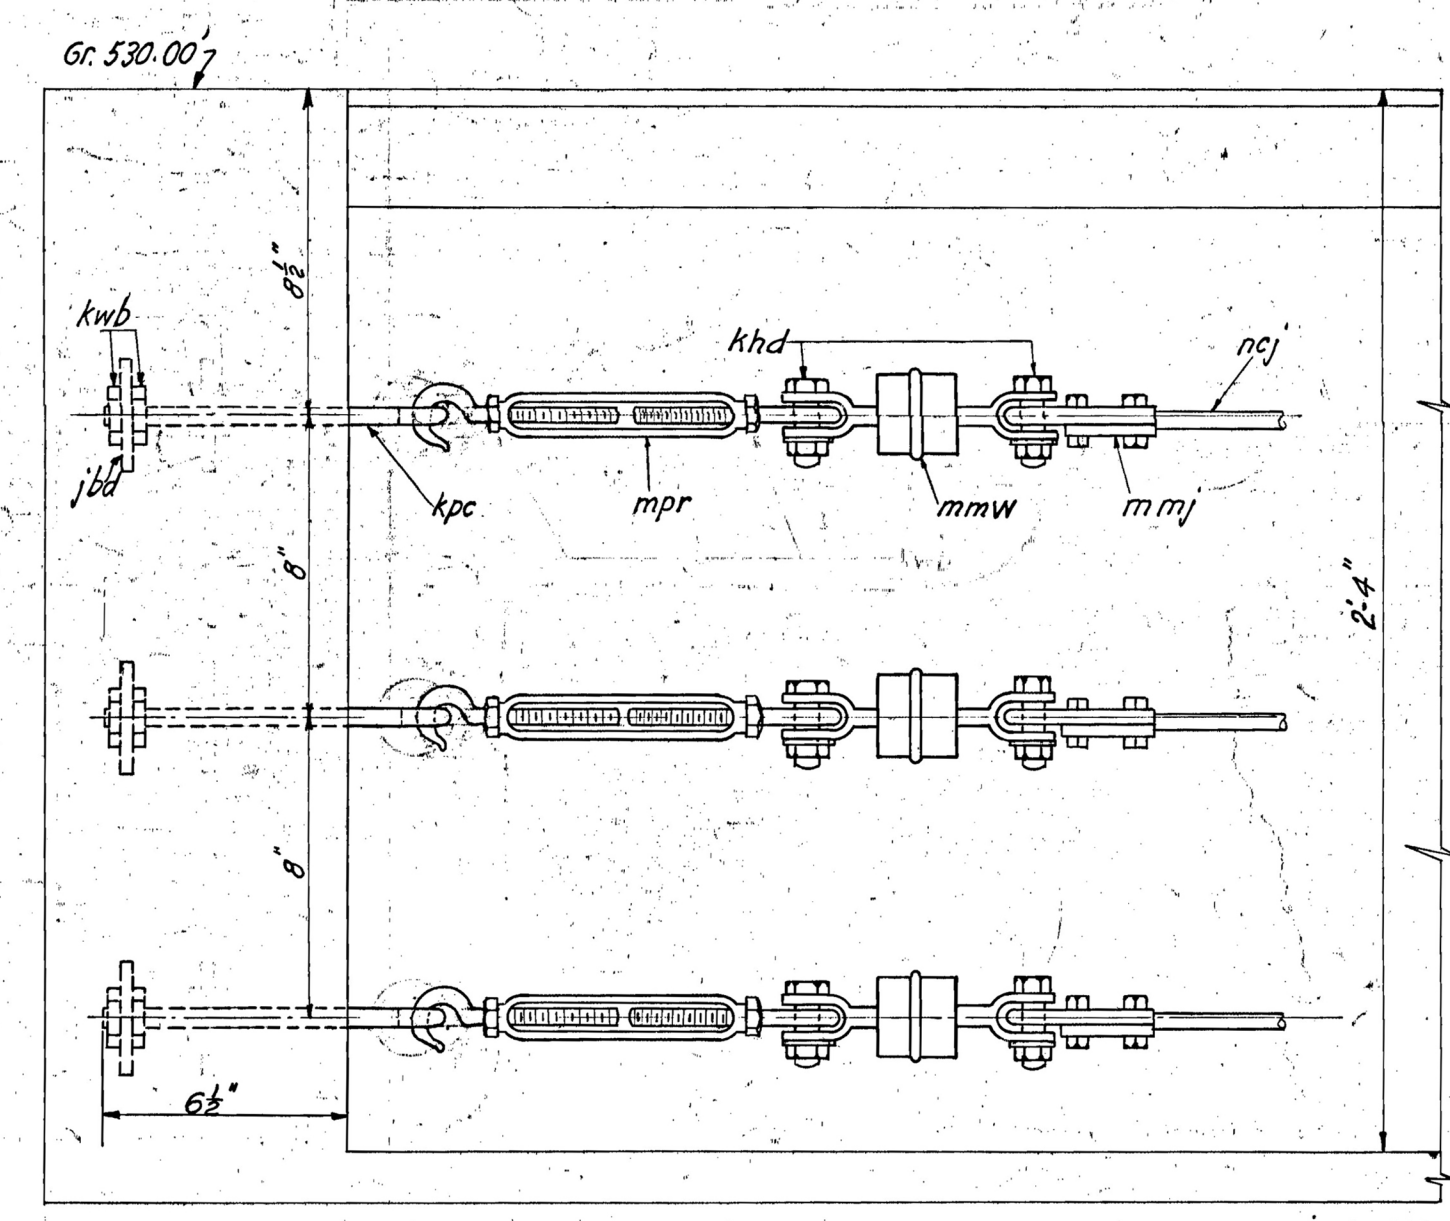 Gr. 530.00'
8½"
kwb
khd
ncj
jbd
kpc
mpr
mmw
mmj
8"
2'-4"
8"
6½"